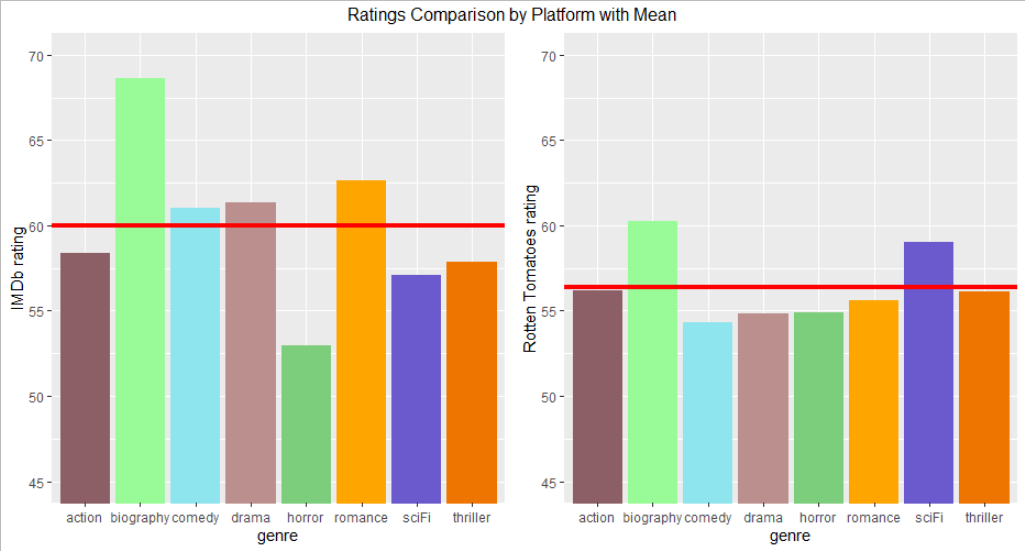 Ratings Comparison by Platform with Mean
IMDb rating
70
65
60
55
50
45
action biography comedy drama horror romance sciFi thriller
genre
Rotten Tomatoes rating
70
65
60
55
50
45
action biography comedy drama horror romance sciFi thriller
genre